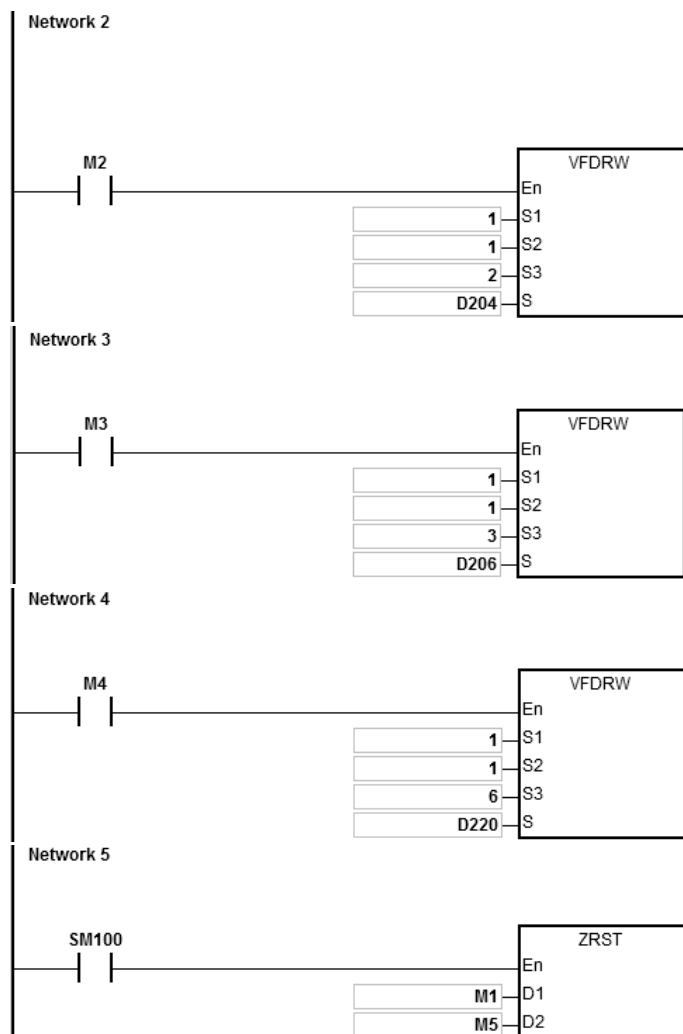 Network 2
M2
VFDRW
En
1 S1
1 S2
2 S3
D204 S
Network 3
M3
VFDRW
En
1 S1
1 S2
3 S3
D206 S
Network 4
M4
VFDRW
En
1 S1
1 S2
6 S3
D220 S
Network 5
SM100
ZRST
En
M1 D1
M5 D2